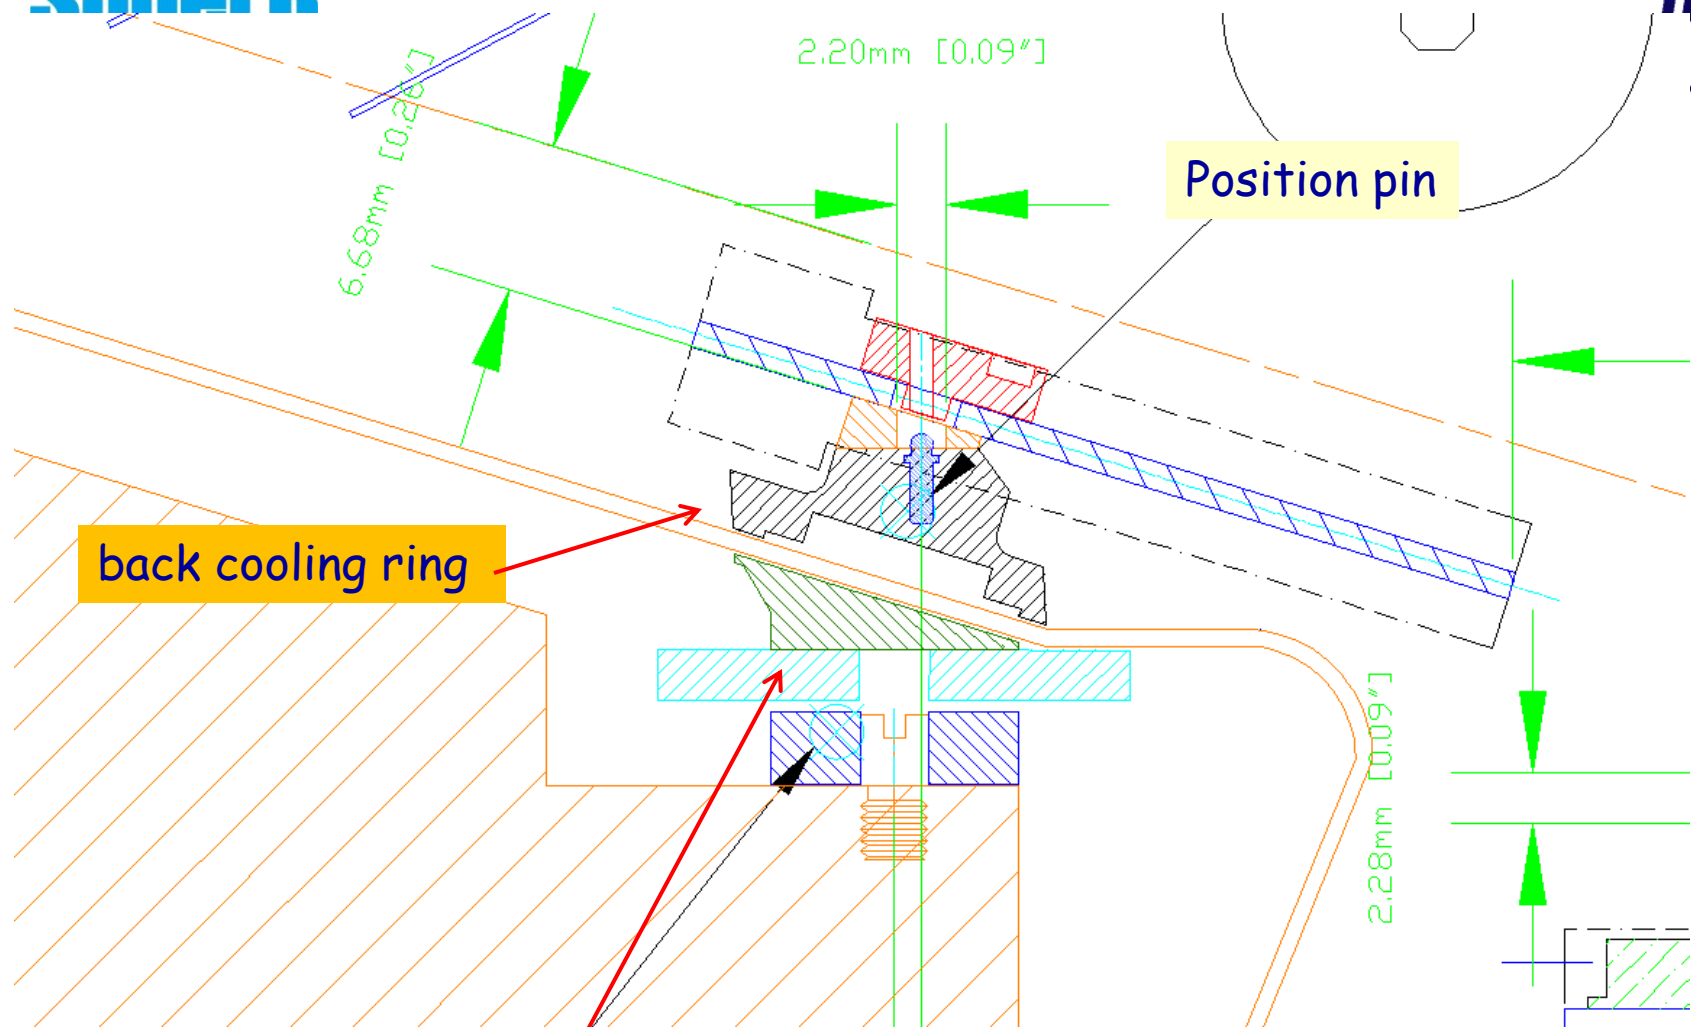 2.20mm [0.09"]
6.68mm [0.26"]
Position pin
back cooling ring
2.28mm [0.09"]